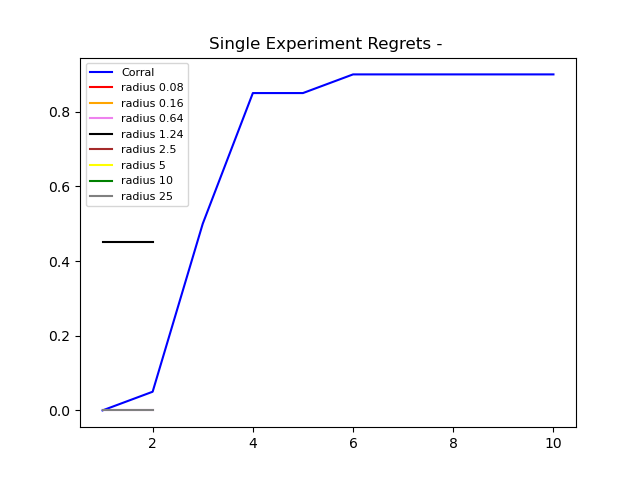 Single Experiment Regrets -
Corral
radius 0.08
radius 0.16
radius 0.64
radius 1.24
radius 2.5
radius 5
radius 10
radius 25
0.8
0.6
0.4
0.2
0.0
2 4 6 8 10